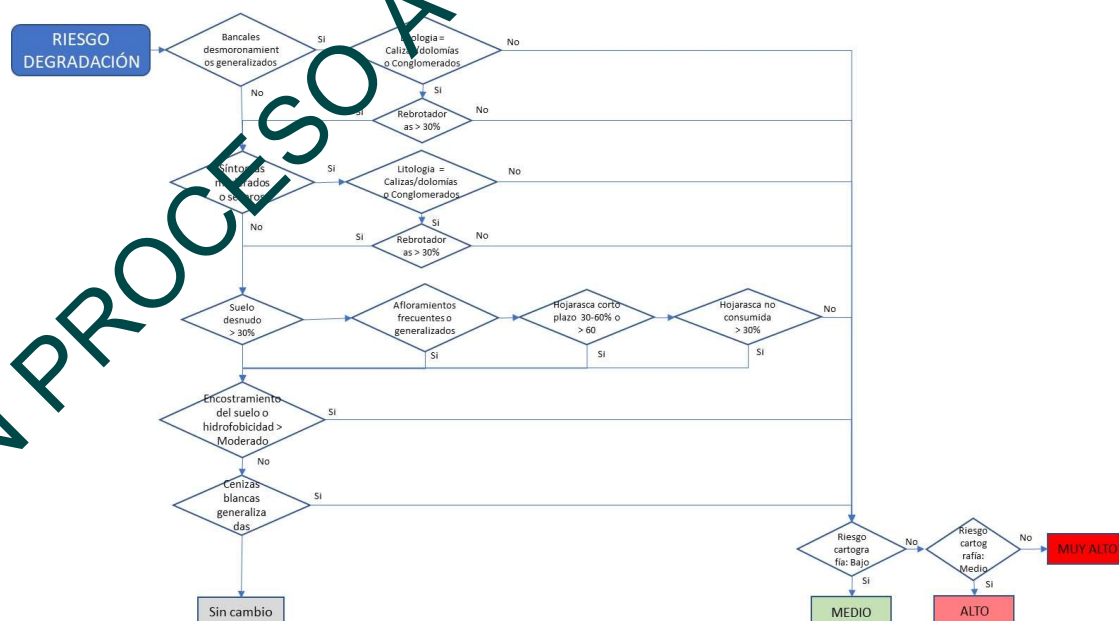 RIESGO
DEGRADACIÓN
Bancales
desmoronamient
os generalizados
Si
Calizas/dolomías
o Conglomerados
No
No
Si
Si
Rebrotador
as > 30%
No
Síntomas
moderados
o severos
Si
Litologia =
Calizas/dolomías
o Conglomerados
No
No
Si
Si
Rebrotador
as > 30%
No
Suelo
desnudo
> 30%
Afloramientos
frecuentes o
generalizados
Hojarasca corto
plazo 30-60% o
> 60
Hojarasca no
consumida
> 30%
No
Si
Si
Si
Encostramiento
del suelo o
hidrofobicidad >
Moderado
Si
No
Cenizas
blancas
generaliza
das
Si
Riesgo
cartogra
fía: Bajo
No
Riesgo
cartog
rafía:
Medio
No
MUY ALTO
Si
Si
Sin cambio
MEDIO
ALTO
N PROCESO A